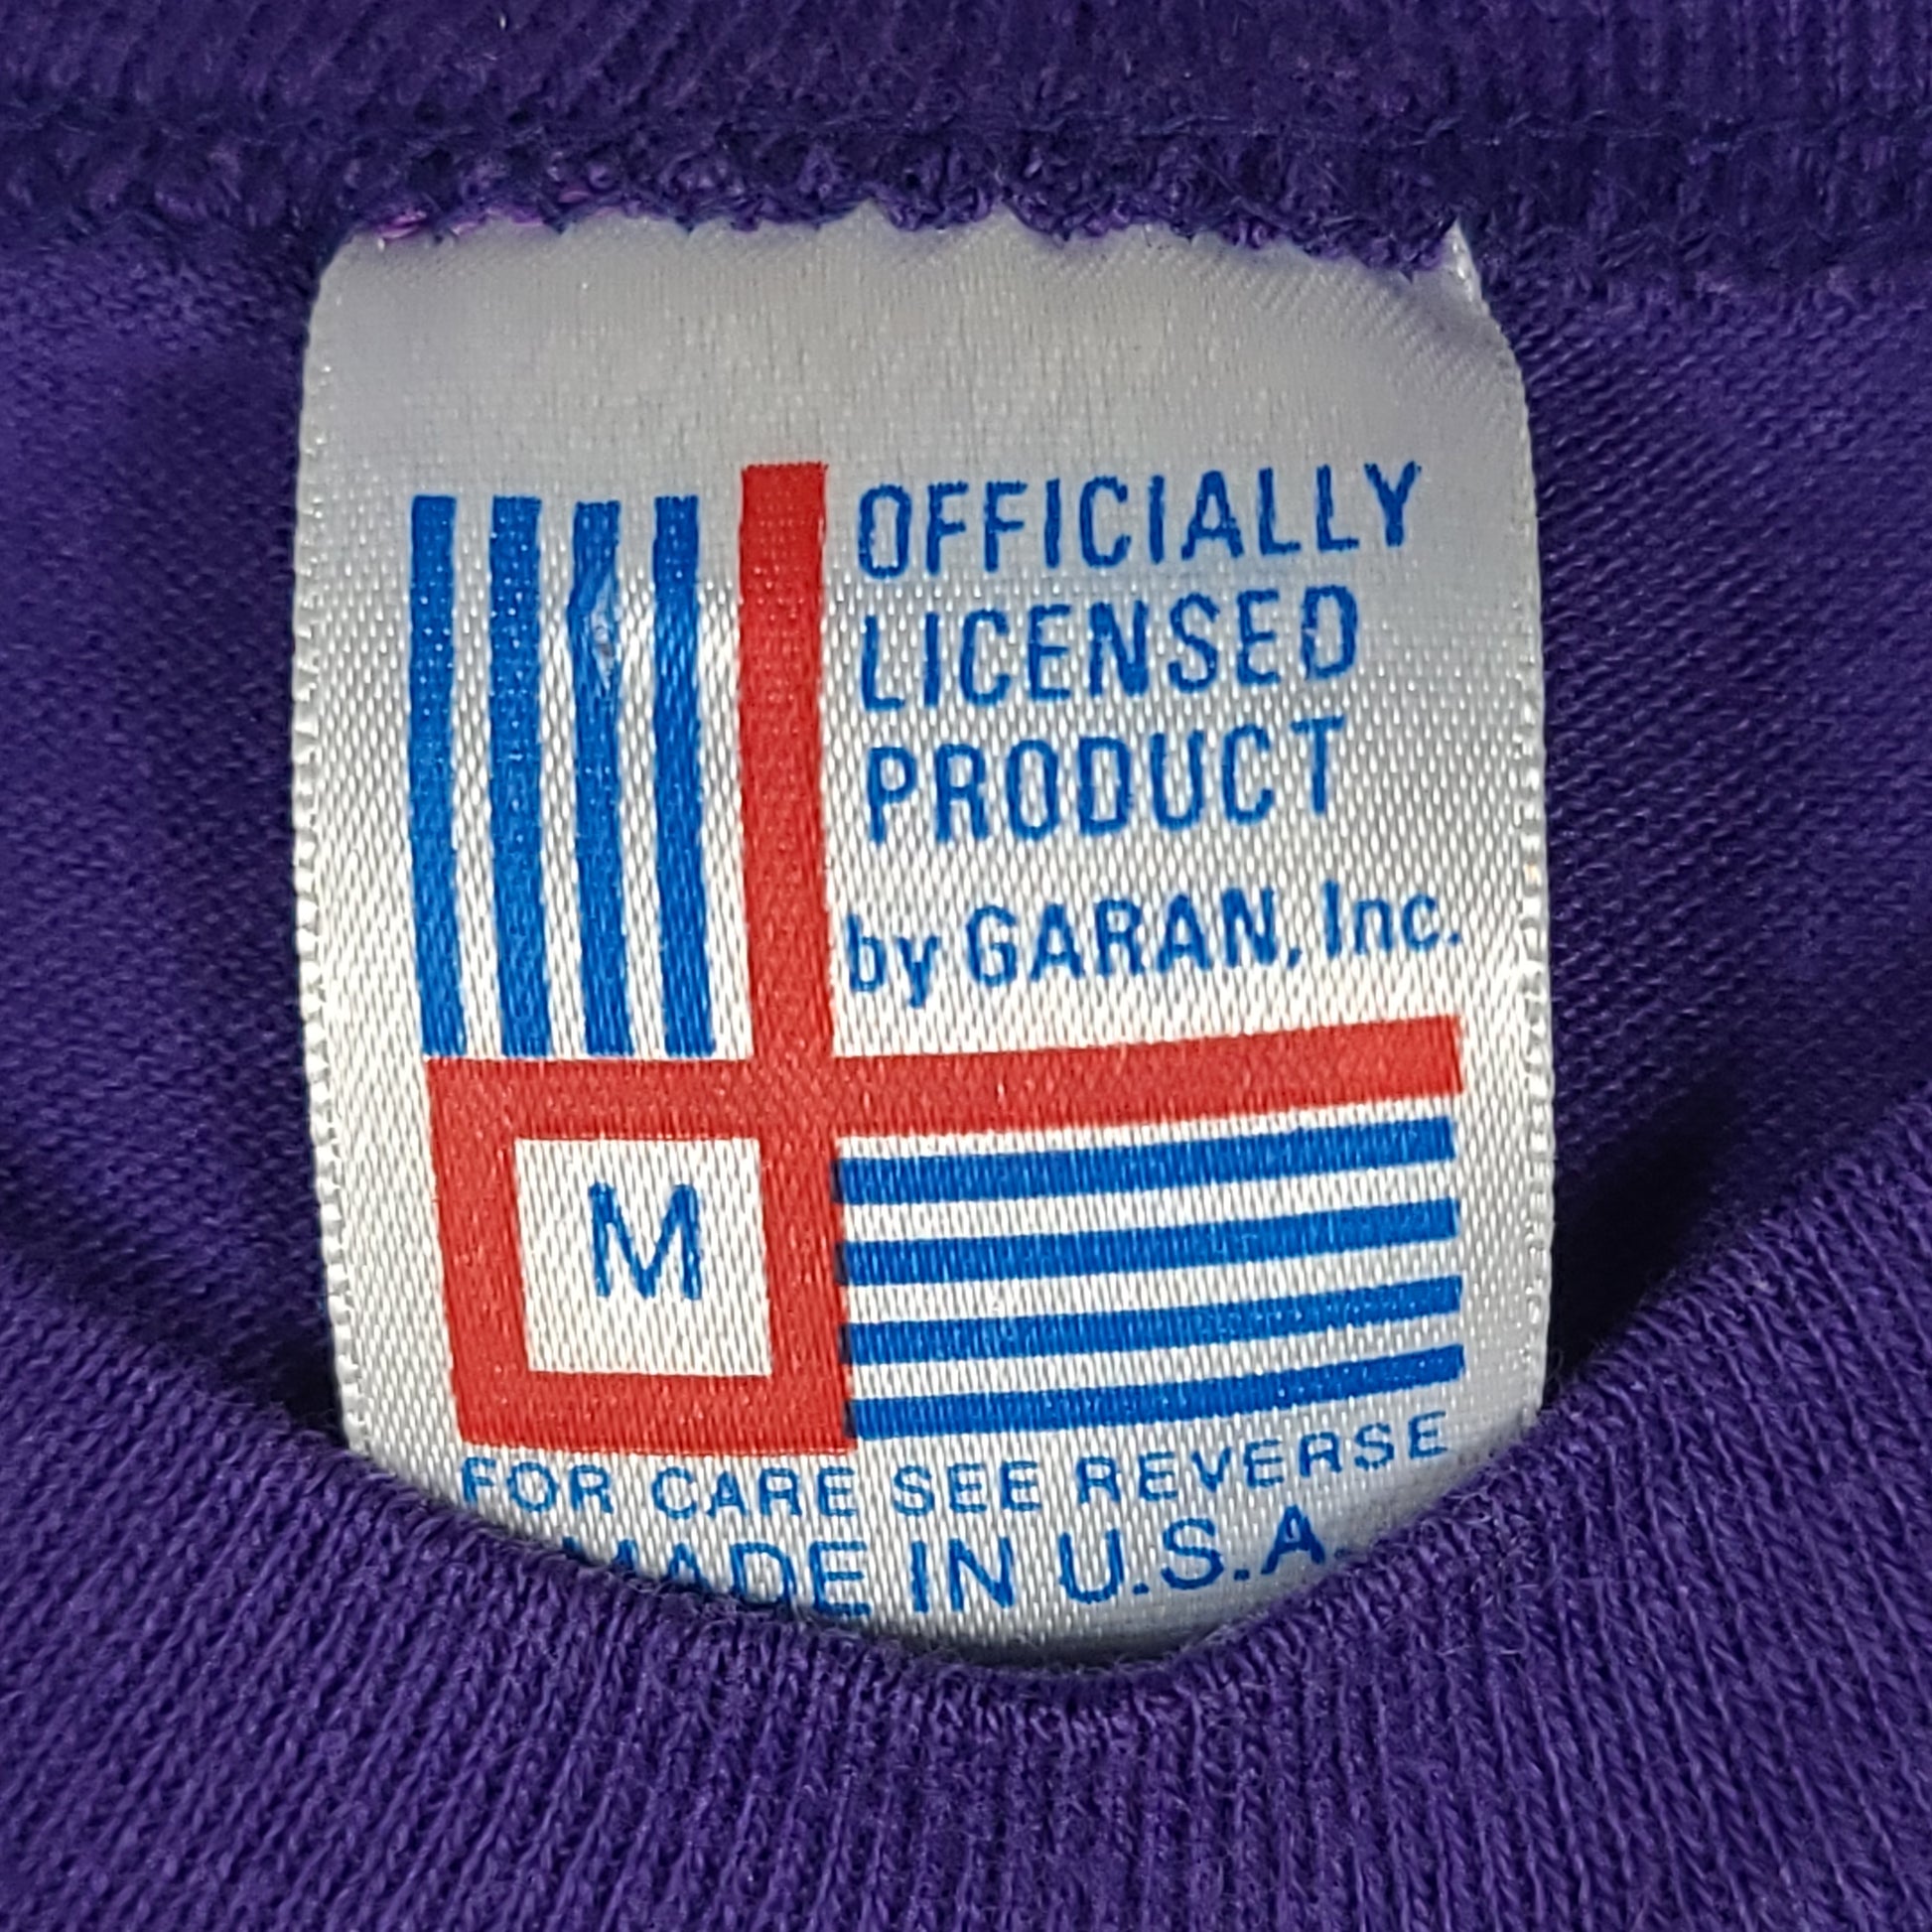 OFFICIALLY
LICENSED
PRODUCT
by GARAN, Inc.
M
FOR CARE SEE REVERSE
MADE IN U.S.A.